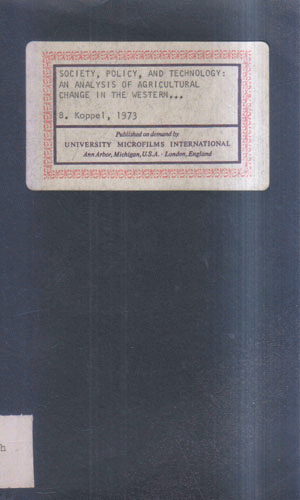 SOCIETY, POLICY, AND TECHNOLOGY:
AN ANALYSIS OF AGRICULTURAL
CHANGE IN THE WESTERN...
B. Koppel, 1973
Published on demand by
UNIVERSITY MICROFILMS INTERNATIONAL
Ann Arbor, Michigan, U.S.A. - London, England
h